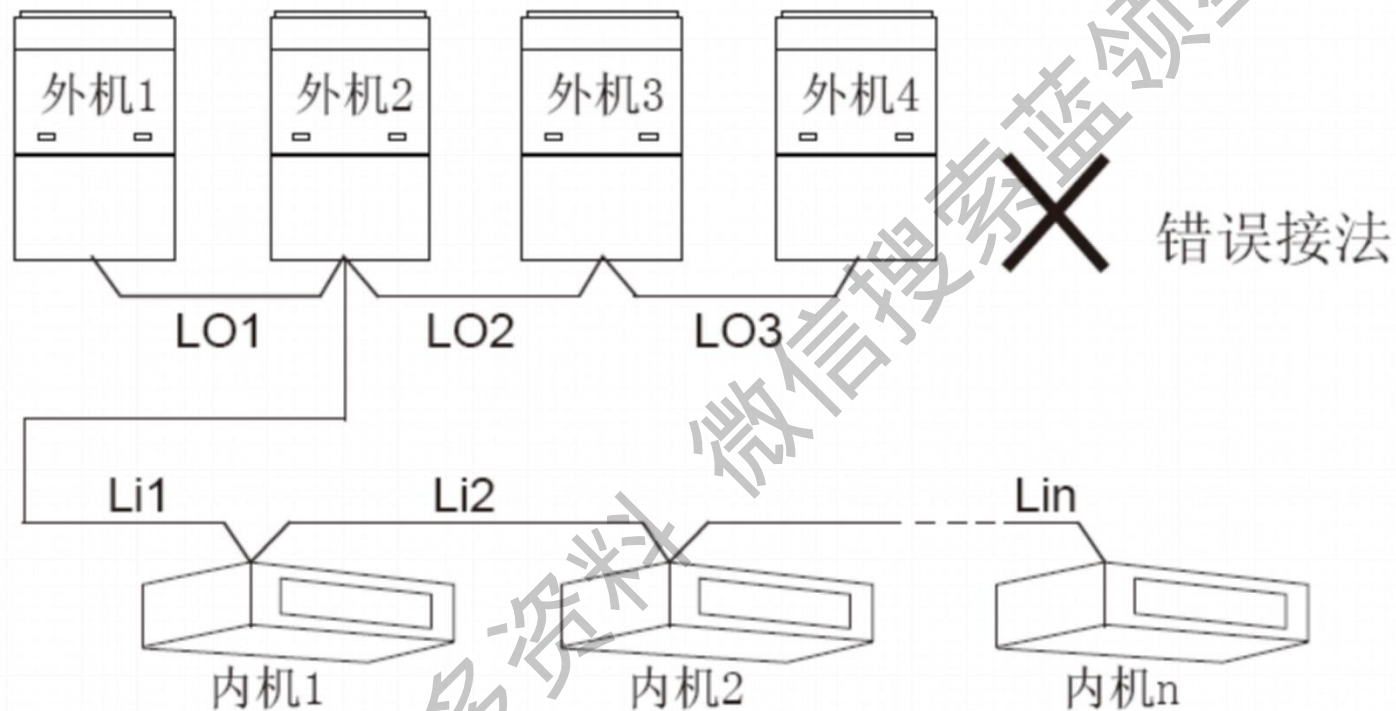 外机1 外机2 外机3 外机4
错误接法
LO1 LO2 LO3
Li1 Li2 Lin
内机1 内机2 内机n
多资料 微信搜索蓝领